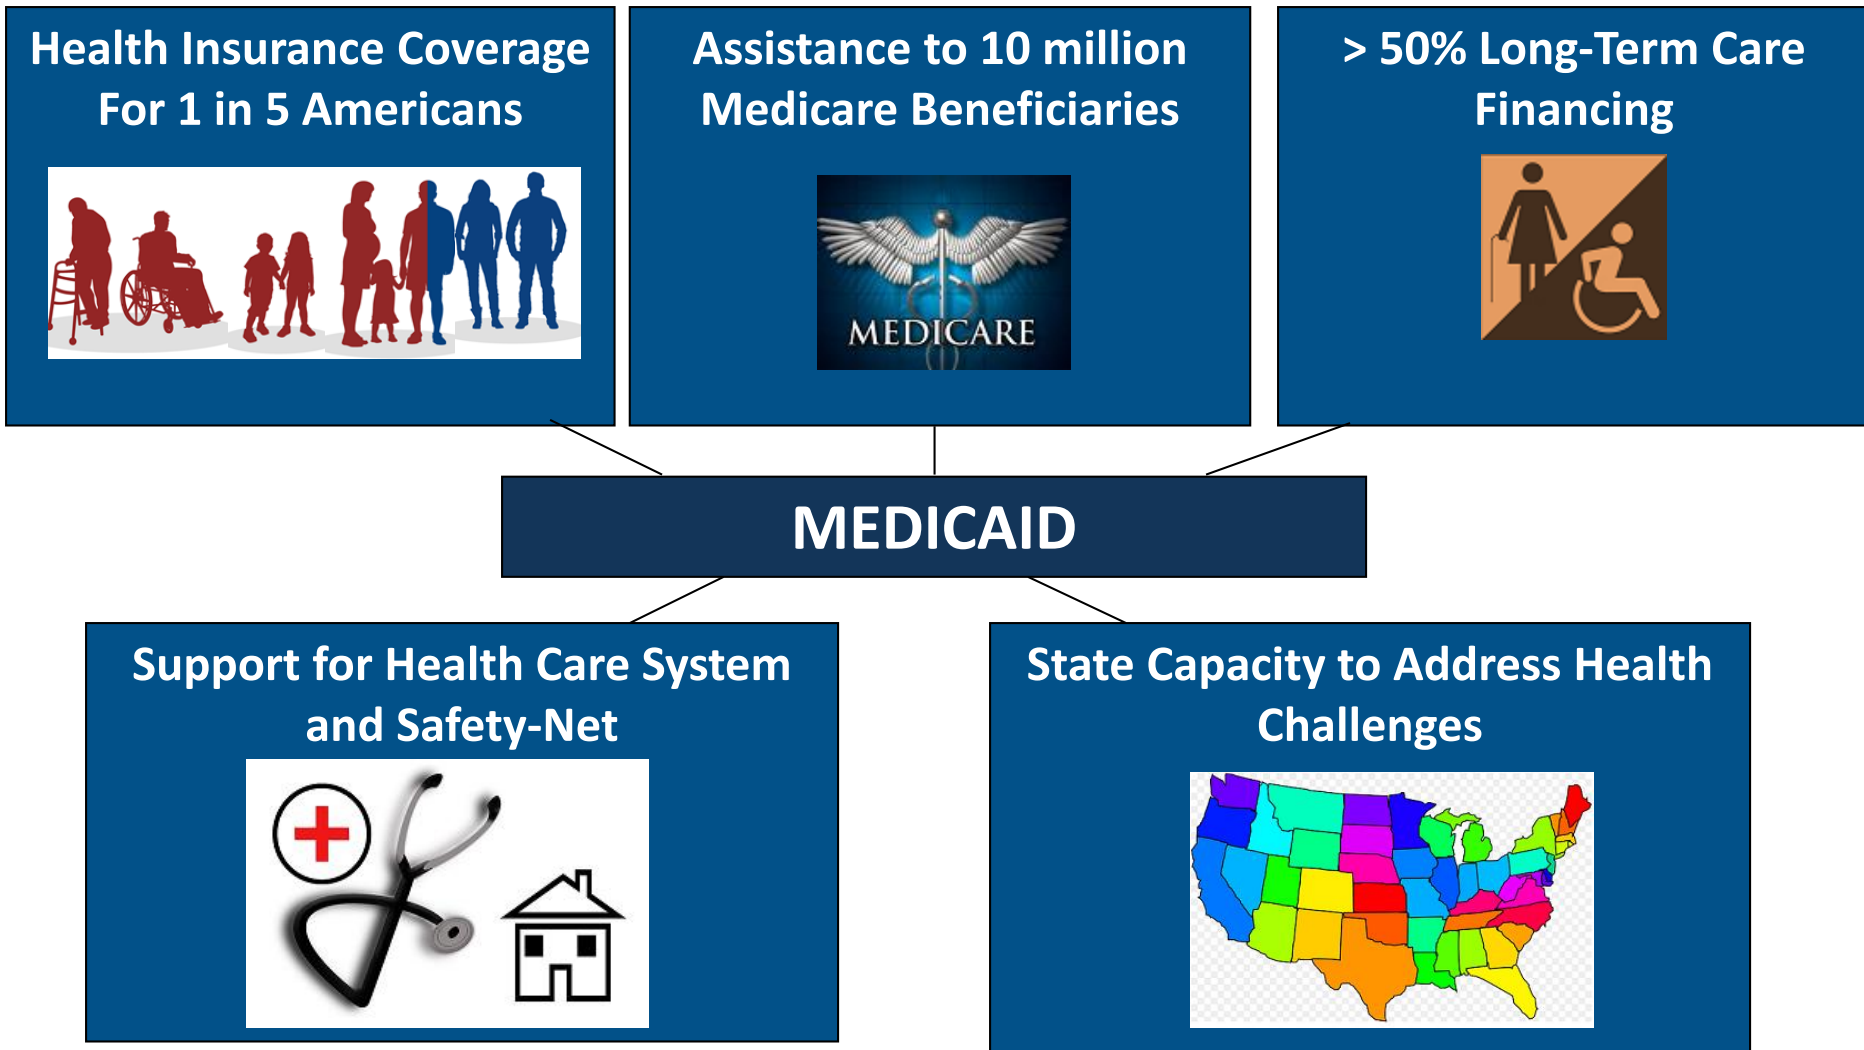 Health Insurance Coverage
For 1 in 5 Americans
Assistance to 10 million
Medicare Beneficiaries
MEDICARE
> 50% Long-Term Care
Financing
MEDICAID
Support for Health Care System
and Safety-Net
State Capacity to Address Health
Challenges